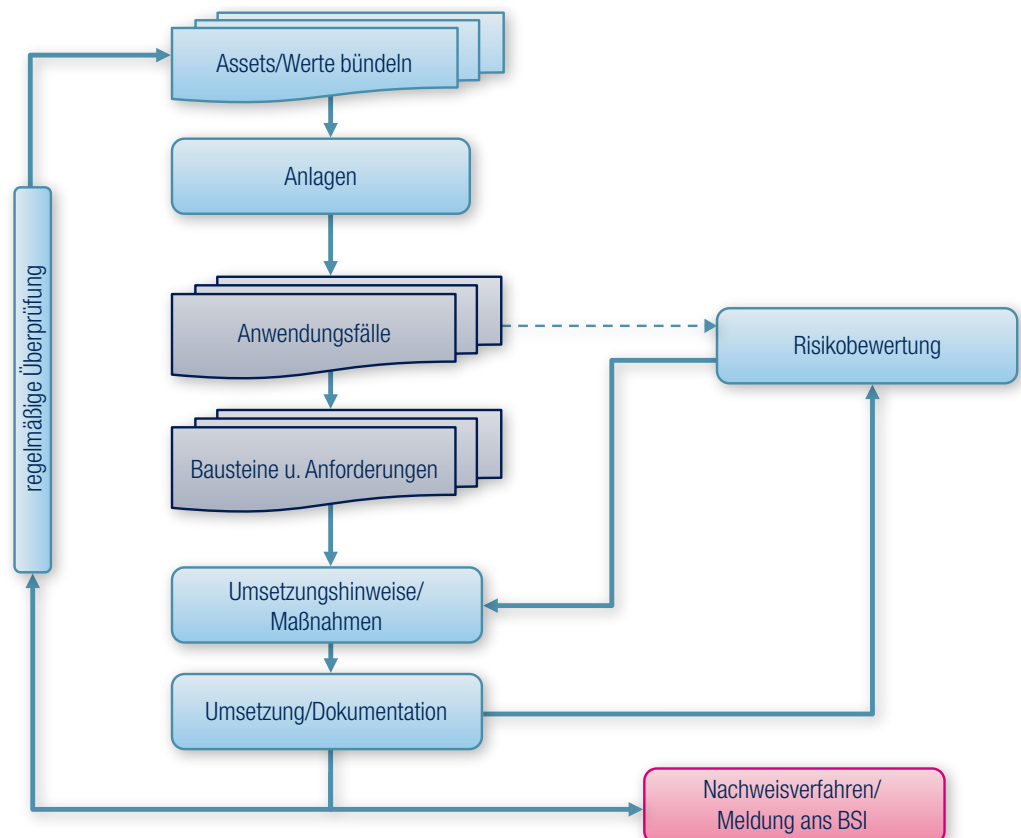 Assets/Werte bündeln
Anlagen
regelmäßige Überprüfung
Anwendungsfälle
Risikobewertung
Bausteine u. Anforderungen
Umsetzungshinweise/
Maßnahmen
Umsetzung/Dokumentation
Nachweisverfahren/
Meldung ans BSI